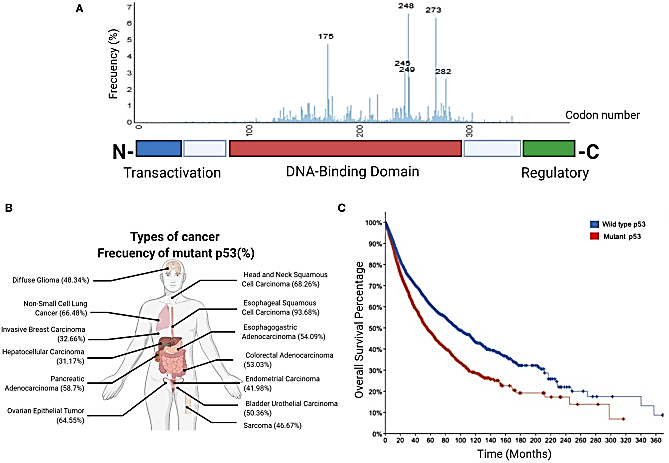 A
7
6
5
4
3
2
1
0
Frecuency (%)
175
248
273
245
249
282
0
100
200
300
Codon number
N-
-C
Transactivation
DNA-Binding Domain
Regulatory
B
Types of cancer
Frecuency of mutant p53(%)
Diffuse Glioma (48.34%)
Non-Small Cell Lung
Cancer (66.48%)
Invasive Breast Carcinoma
(32.66%)
Hepatocellular Carcinoma
(31.17%)
Pancreatic
Adenocarcinoma (58.7%)
Ovarian Epithelial Tumor
(64.55%)
Head and Neck Squamous
Cell Carcinoma (68.26%)
Esophageal Squamous
Cell Carcinoma (93.68%)
Esophagogastric
Adenocarcinoma (54.09%)
Colorectal Adenocarcinoma
(53.03%)
Endometrial Carcinoma
(41.98%)
Bladder Urothelial Carcinoma
(50.36%)
Sarcoma (46.67%)
C
Wild type p53
Mutant p53
100%
90%
80%
70%
60%
50%
40%
30%
20%
10%
0%
Overall Survival Percentage
0 20 40 60 80 100 120 140 160 180 200 220 240 260 280 300 320 340 360
Time (Months)